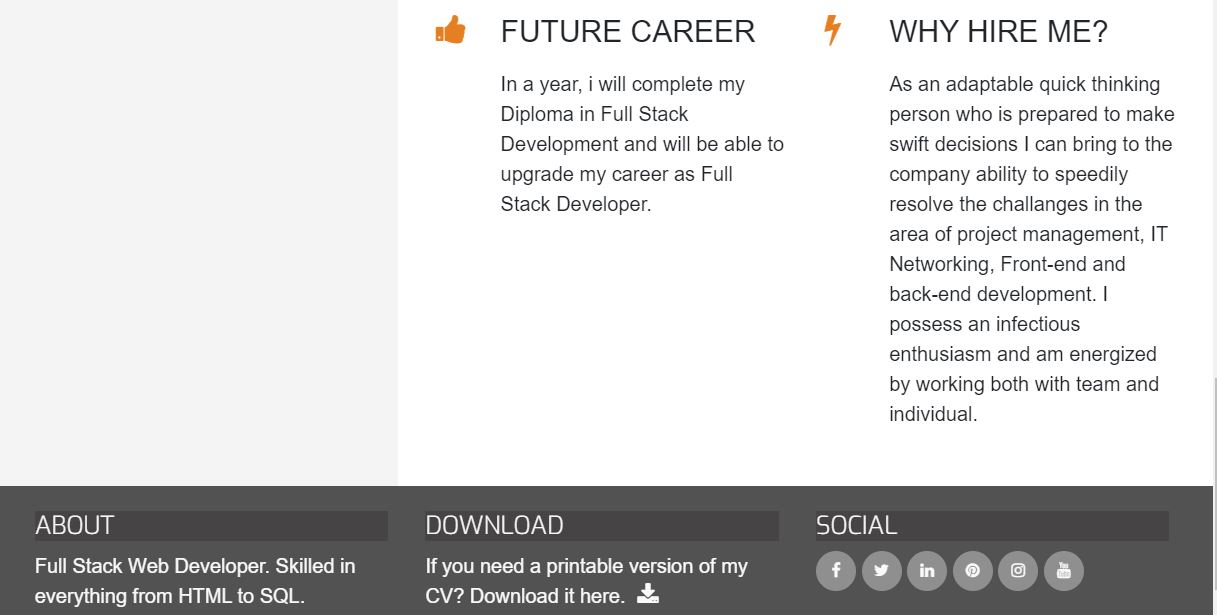 FUTURE CAREER
In a year, i will complete my
Diploma in Full Stack
Development and will be able to
upgrade my career as Full
Stack Developer.
WHY HIRE ME?
As an adaptable quick thinking
person who is prepared to make
swift decisions I can bring to the
company ability to speedily
resolve the challanges in the
area of project management, IT
Networking, Front-end and
back-end development. I
possess an infectious
enthusiasm and am energized
by working both with team and
individual.
ABOUT
Full Stack Web Developer. Skilled in
everything from HTML to SQL.
DOWNLOAD
If you need a printable version of my
CV? Download it here.
SOCIAL